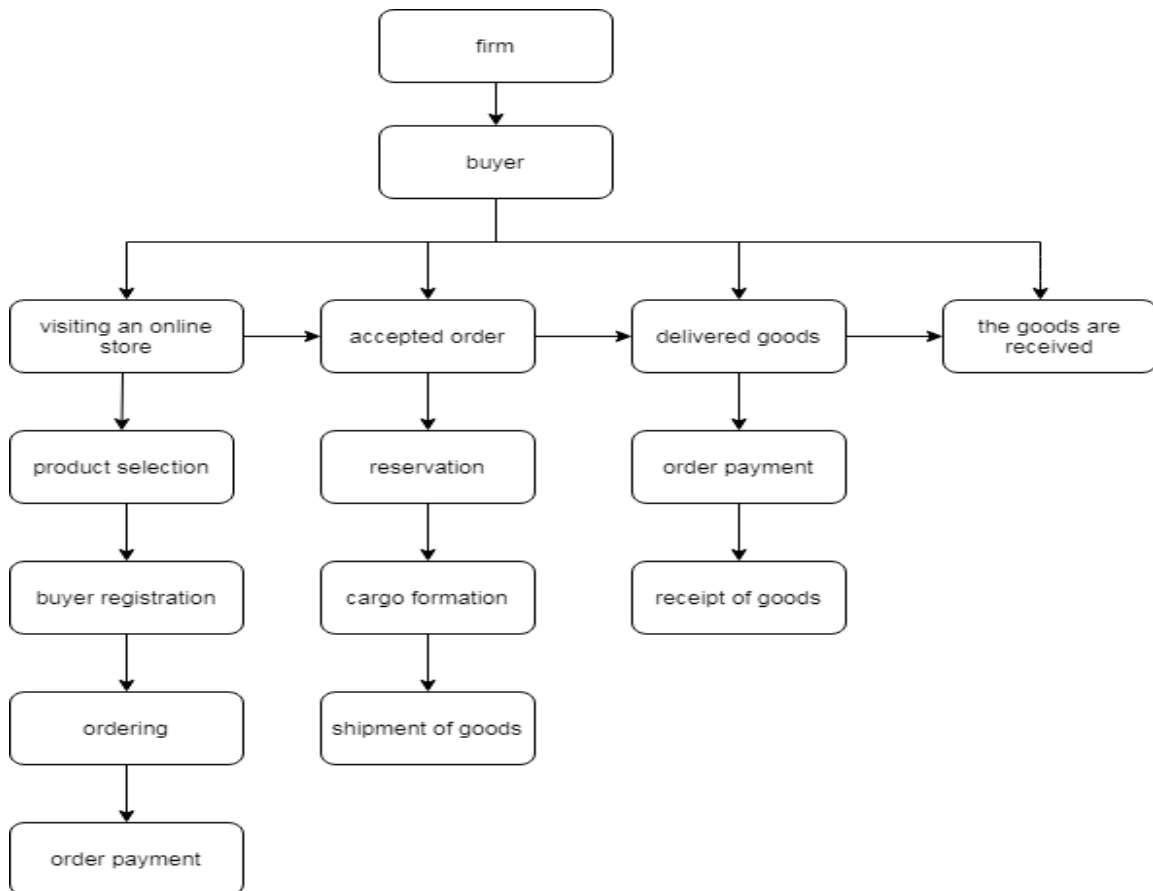 firm
buyer
visiting an online
store
accepted order
delivered goods
the goods are
received
product selection
reservation
order payment
buyer registration
cargo formation
receipt of goods
ordering
shipment of goods
order payment